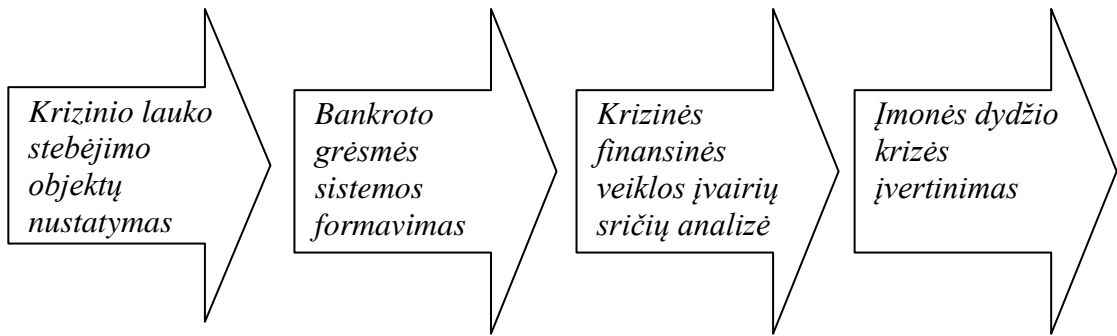 Krizinio lauko
stebėjimo
objektų
nustatymas
Bankroto
grėsmės
sistemos
formavimas
Krizinės
finansinės
veiklos įvairių
sričių analizė
Įmonės dydžio
krizės
įvertinimas